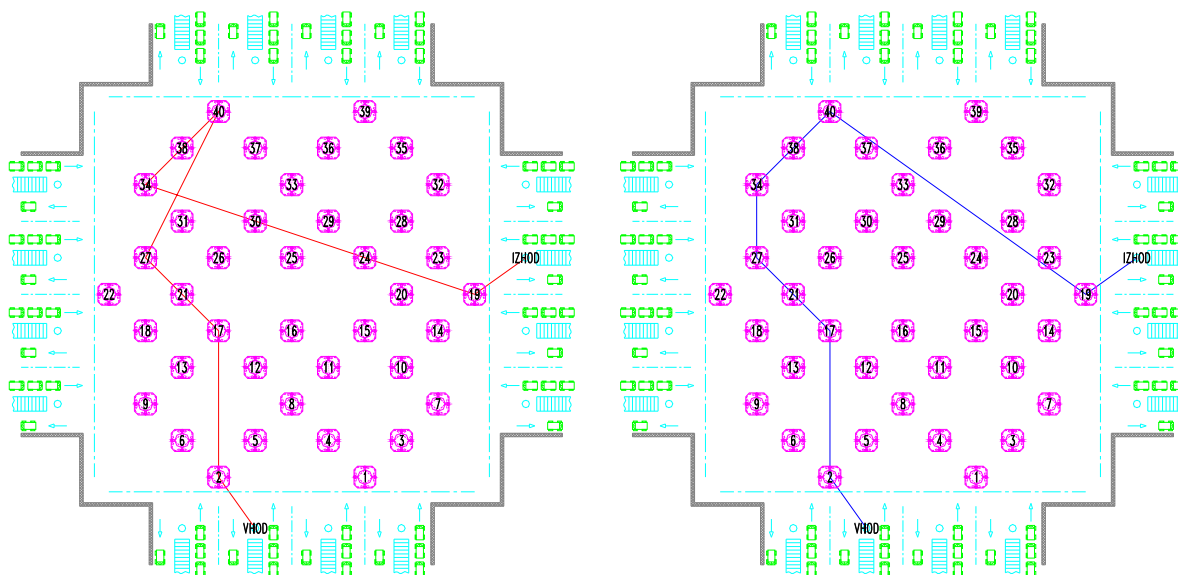 40 39 40 39
38 37 36 35 38 37 36 35
34 33 32 34 33 32
31 30 29 28 31 30 29 28
27 26 25 24 23 IZHOD 27 26 25 24 23 IZHOD
22 21 20 19 22 21 20 19
18 17 16 15 14 18 17 16 15 14
13 12 11 10 13 12 11 10
9 8 7 9 8 7
6 5 4 3 6 5 4 3
2 1 2 1
VHOD VHOD